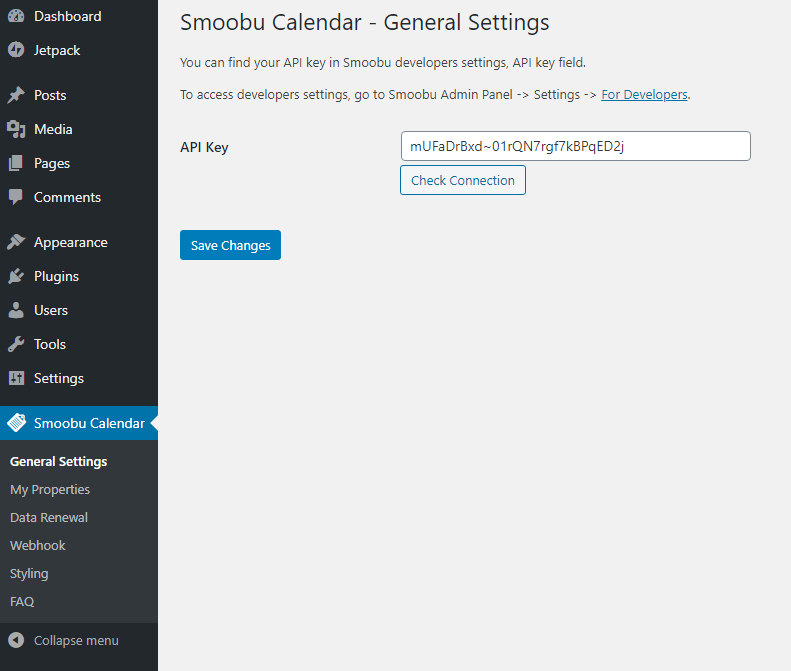 Dashboard
Jetpack
Posts
Media
Pages
Comments
Appearance
Plugins
Users
Tools
Settings
Smoobu Calendar
General Settings
My Properties
Data Renewal
Webhook
Styling
FAQ
Collapse menu
Smoobu Calendar - General Settings
You can find your API key in Smoobu developers settings, API key field.
To access developers settings, go to Smoobu Admin Panel -> Settings -> For Developers.
API Key
mUFaDrBxd~01rQN7rgf7kBPqED2j
Check Connection
Save Changes